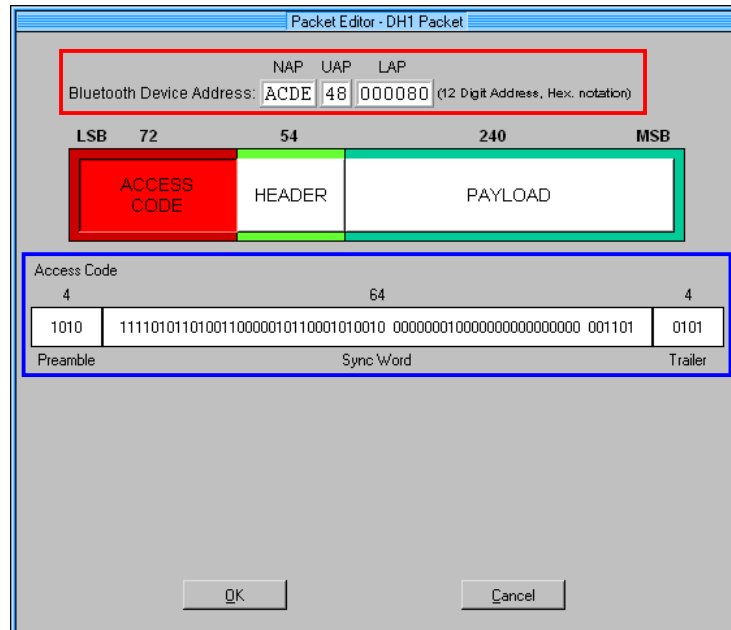 Packet Editor - DH1 Packet
NAP UAP LAP
Bluetooth Device Address: ACDE 48 000080 (12 Digit Address, Hex. notation)
LSB 72 54 240 MSB
ACCESS
CODE HEADER PAYLOAD
Access Code
4 64 4
1010 1111010110100110000010110001010010 000000010000000000000000 001101 0101
Preamble Sync Word Trailer
OK Cancel